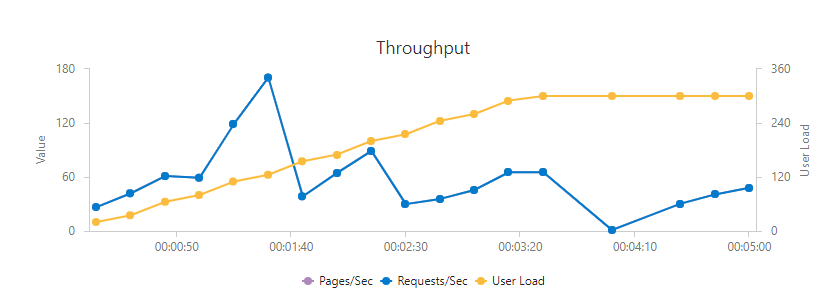 Throughput
180 360
120 240
60 120
0 0
Value
User Load
00:00:50 00:01:40 00:02:30 00:03:20 00:04:10 00:05:00
Pages/Sec Requests/Sec User Load